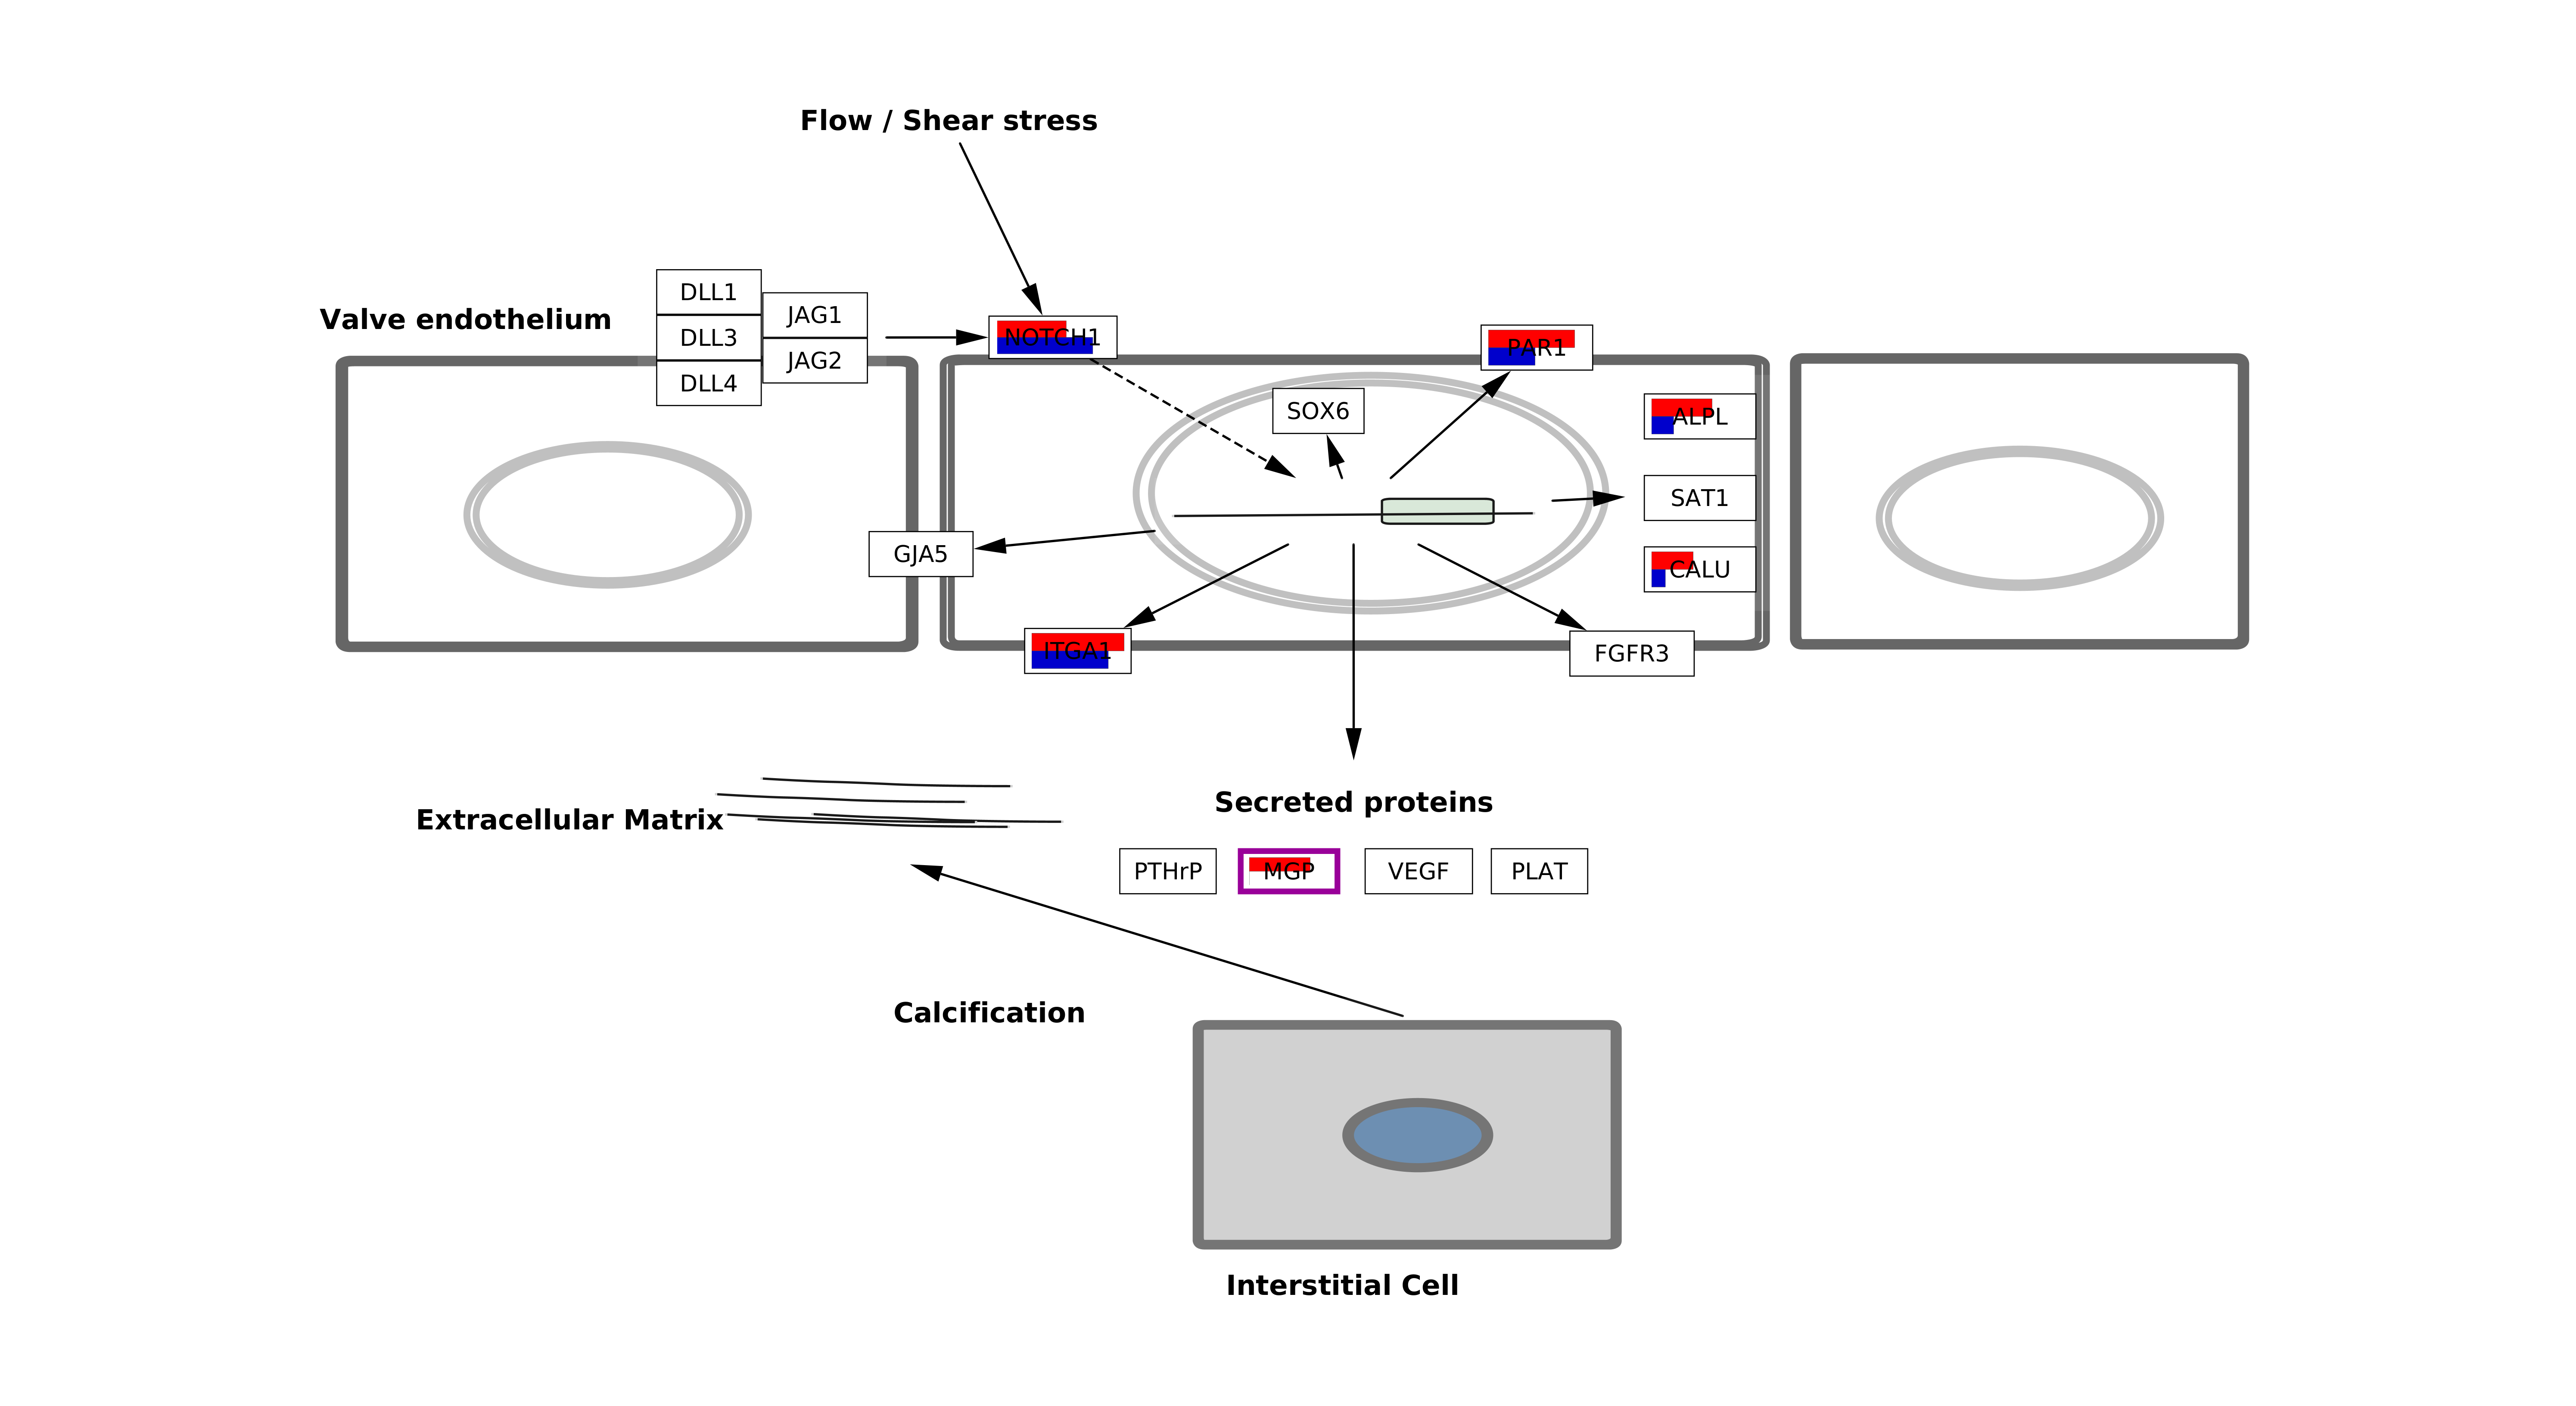 Flow / Shear stress
Valve endothelium
DLL1
JAG1
DLL3
JAG2
DLL4
NOTCH1
PAR1
SOX6
ALPL
SAT1
GJA5
CALU
ITGA1
FGFR3
Extracellular Matrix
Secreted proteins
PTHrP
MGP
VEGF
PLAT
Calcification
Interstitial Cell